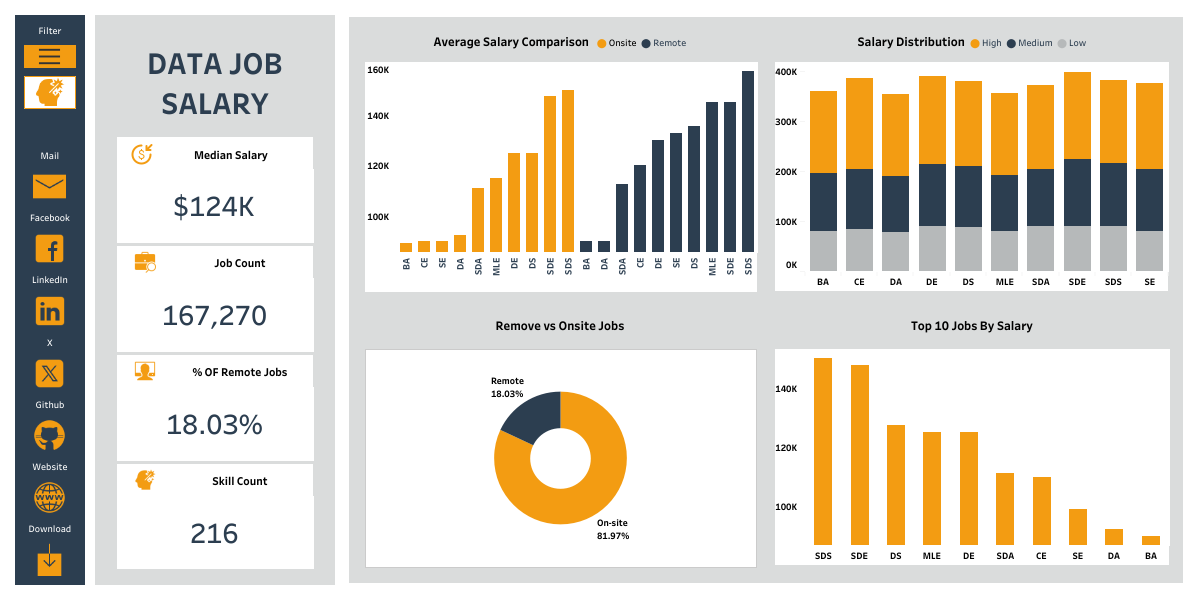 Filter
Mail
Facebook
LinkedIn
X
Github
Website
WWW
Download
DATA JOB
SALARY
Median Salary
$124K
Job Count
167,270
% OF Remote Jobs
18.03%
Skill Count
216
Average Salary Comparison Onsite Remote
160K
140K
120K
100K
BA CE SE DA SDA MLE DE DS SDE SDS BA DA SDA CE DE SE DS MLE SDE SDS
Salary Distribution High Medium Low
400K
300K
200K
100K
0K
BA CE DA DE DS MLE SDA SDE SDS SE
Remove vs Onsite Jobs
Remote
18.03%
On-site
81.97%
Top 10 Jobs By Salary
140K
120K
100K
SDS SDE DS MLE DE SDA CE SE DA BA